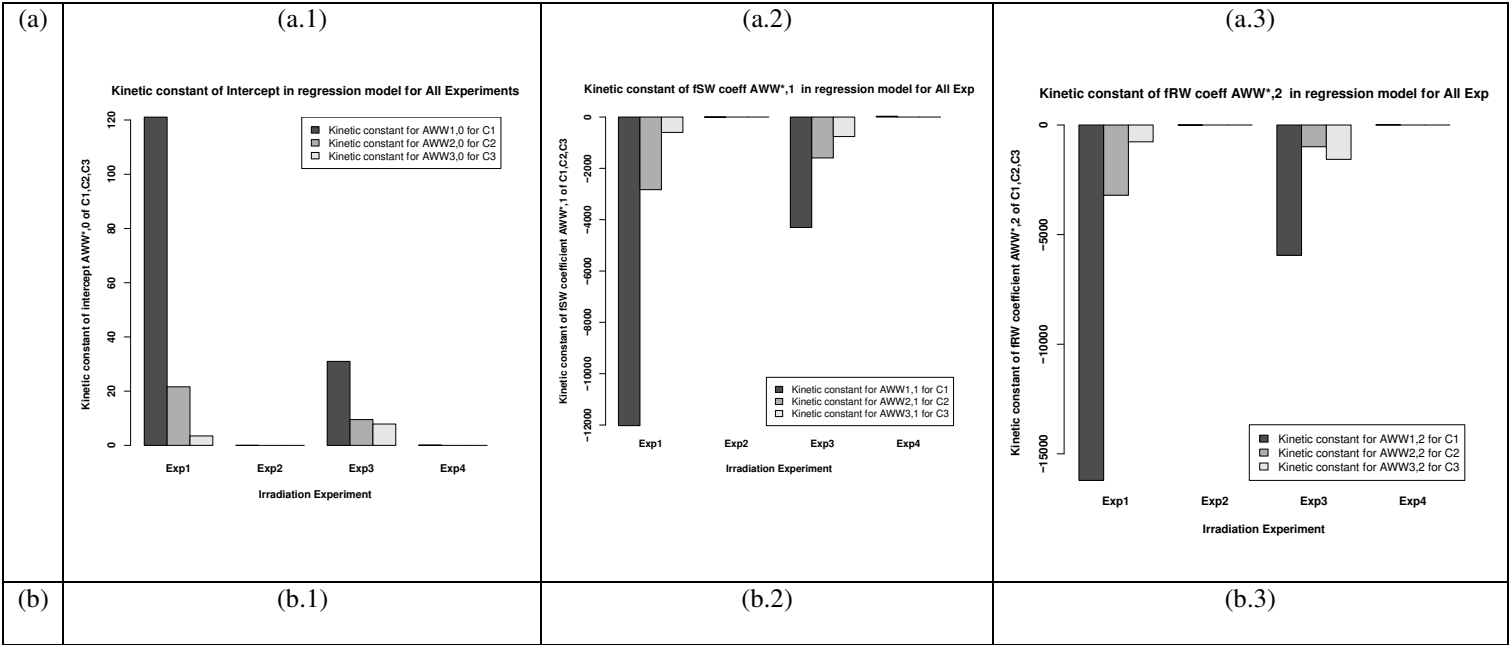 (a)
(a.1)
Kinetic constant of Intercept in regression model for All Experiments
Kinetic constant of intercept AWW*,0 of C1,C2,C3
120
100
80
60
40
20
0
Kinetic constant for AWW1,0 for C1
Kinetic constant for AWW2,0 for C2
Kinetic constant for AWW3,0 for C3
Exp1 Exp2 Exp3 Exp4
Irradiation Experiment
(a.2)
Kinetic constant of fSW coeff AWW*,1 in regression model for All Exp
Kinetic constant of fSW coefficient AWW*,1 of C1,C2,C3
0
−2000
−4000
−6000
−8000
−10000
−12000
Kinetic constant for AWW1,1 for C1
Kinetic constant for AWW2,1 for C2
Kinetic constant for AWW3,1 for C3
Exp1 Exp2 Exp3 Exp4
Irradiation Experiment
(a.3)
Kinetic constant of fRW coeff AWW*,2 in regression model for All Exp
Kinetic constant of fRW coefficient AWW*,2 of C1,C2,C3
0
−5000
−10000
−15000
Kinetic constant for AWW1,2 for C1
Kinetic constant for AWW2,2 for C2
Kinetic constant for AWW3,2 for C3
Exp1 Exp2 Exp3 Exp4
Irradiation Experiment
(b)
(b.1)
(b.2)
(b.3)